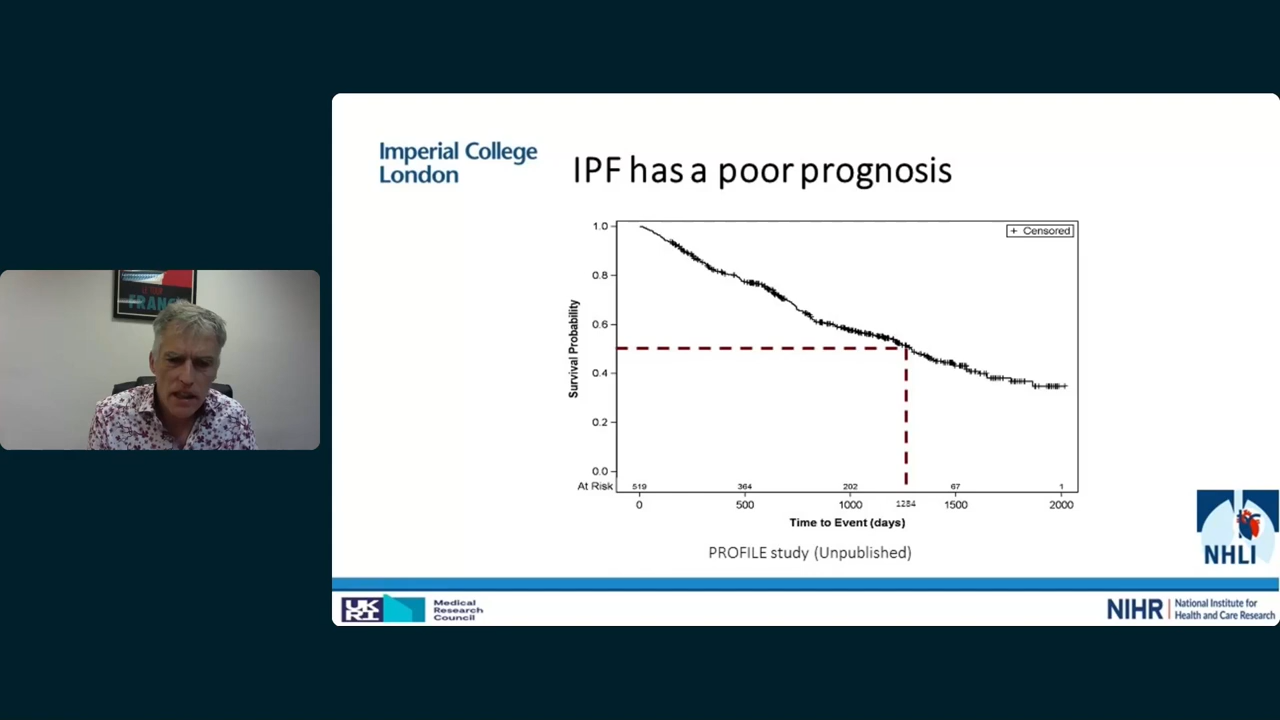 FRANCE
Imperial College
London
IPF has a poor prognosis
1.0
0.8
0.6
0.4
0.2
0.0
Survival Probability
+ Censored
At Risk 519 364 202 67 1
0 500 1000 1284 1500 2000
Time to Event (days)
PROFILE study (Unpublished)
NHLI
UKRI
Medical
Research
Council
NIHR
National Institute for
Health and Care Research